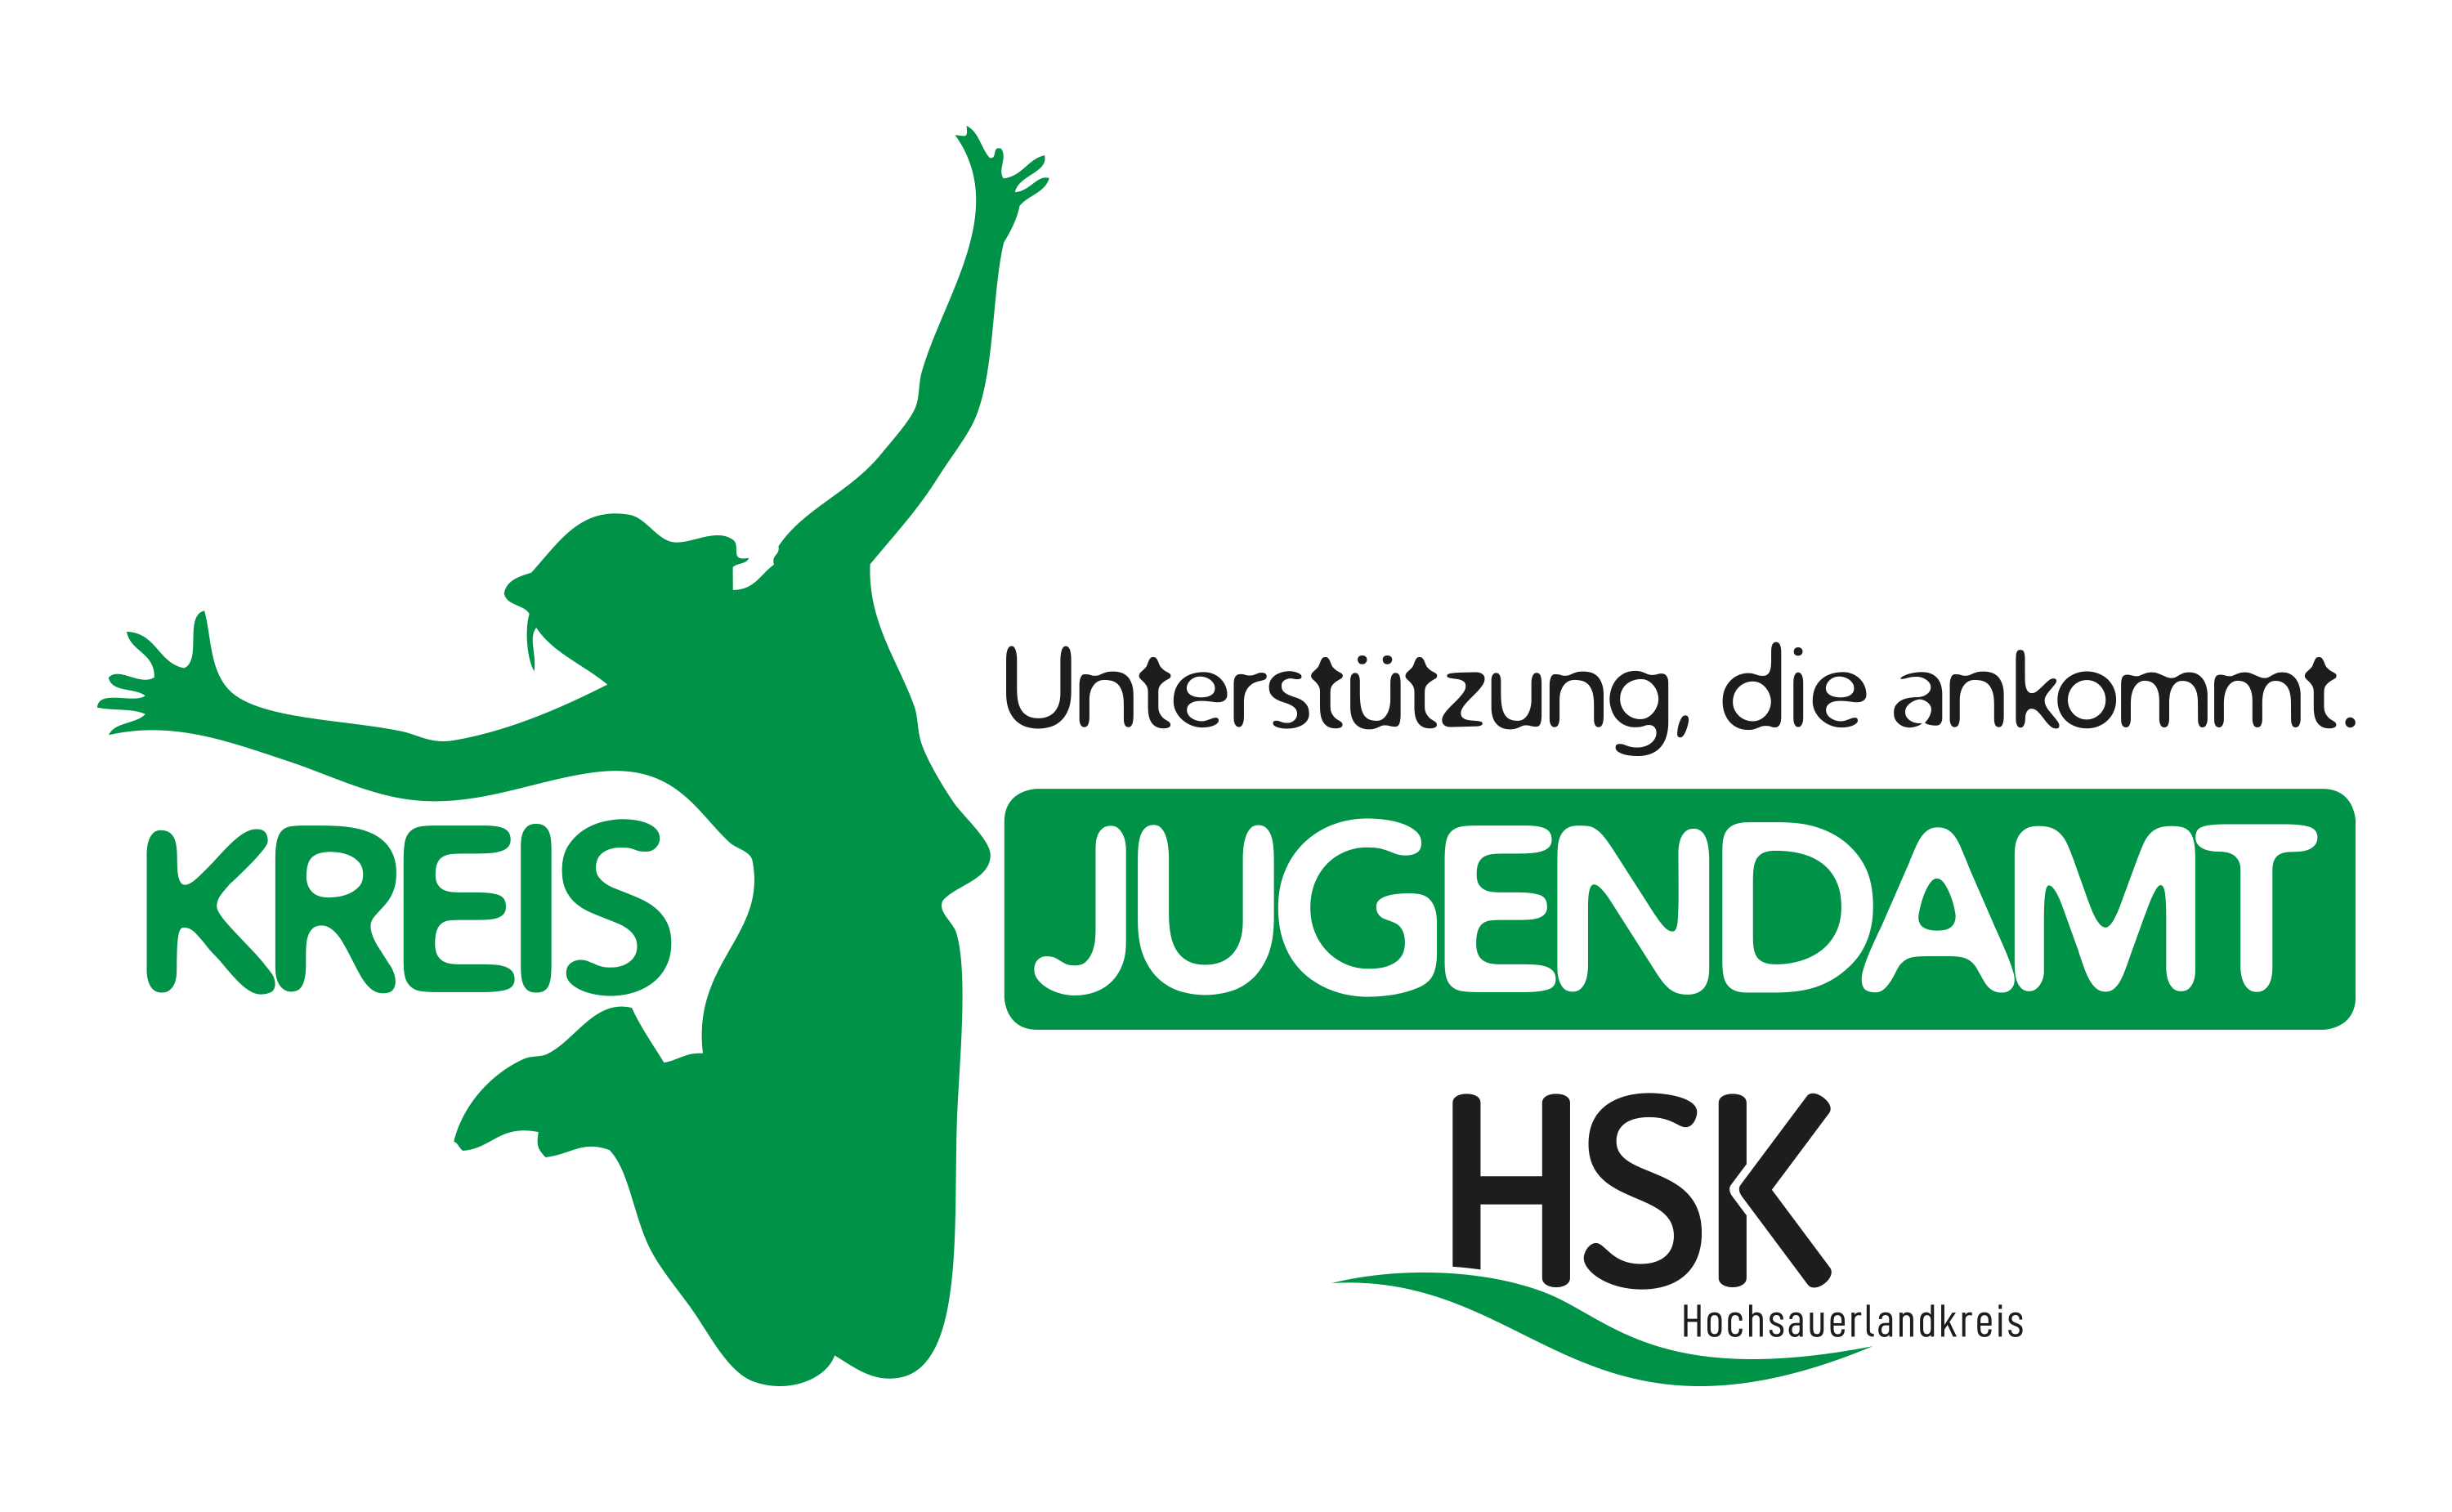 Unterstützung, die ankommt.
KREIS JUGENDAMT
HSK
Hochsauerlandkreis